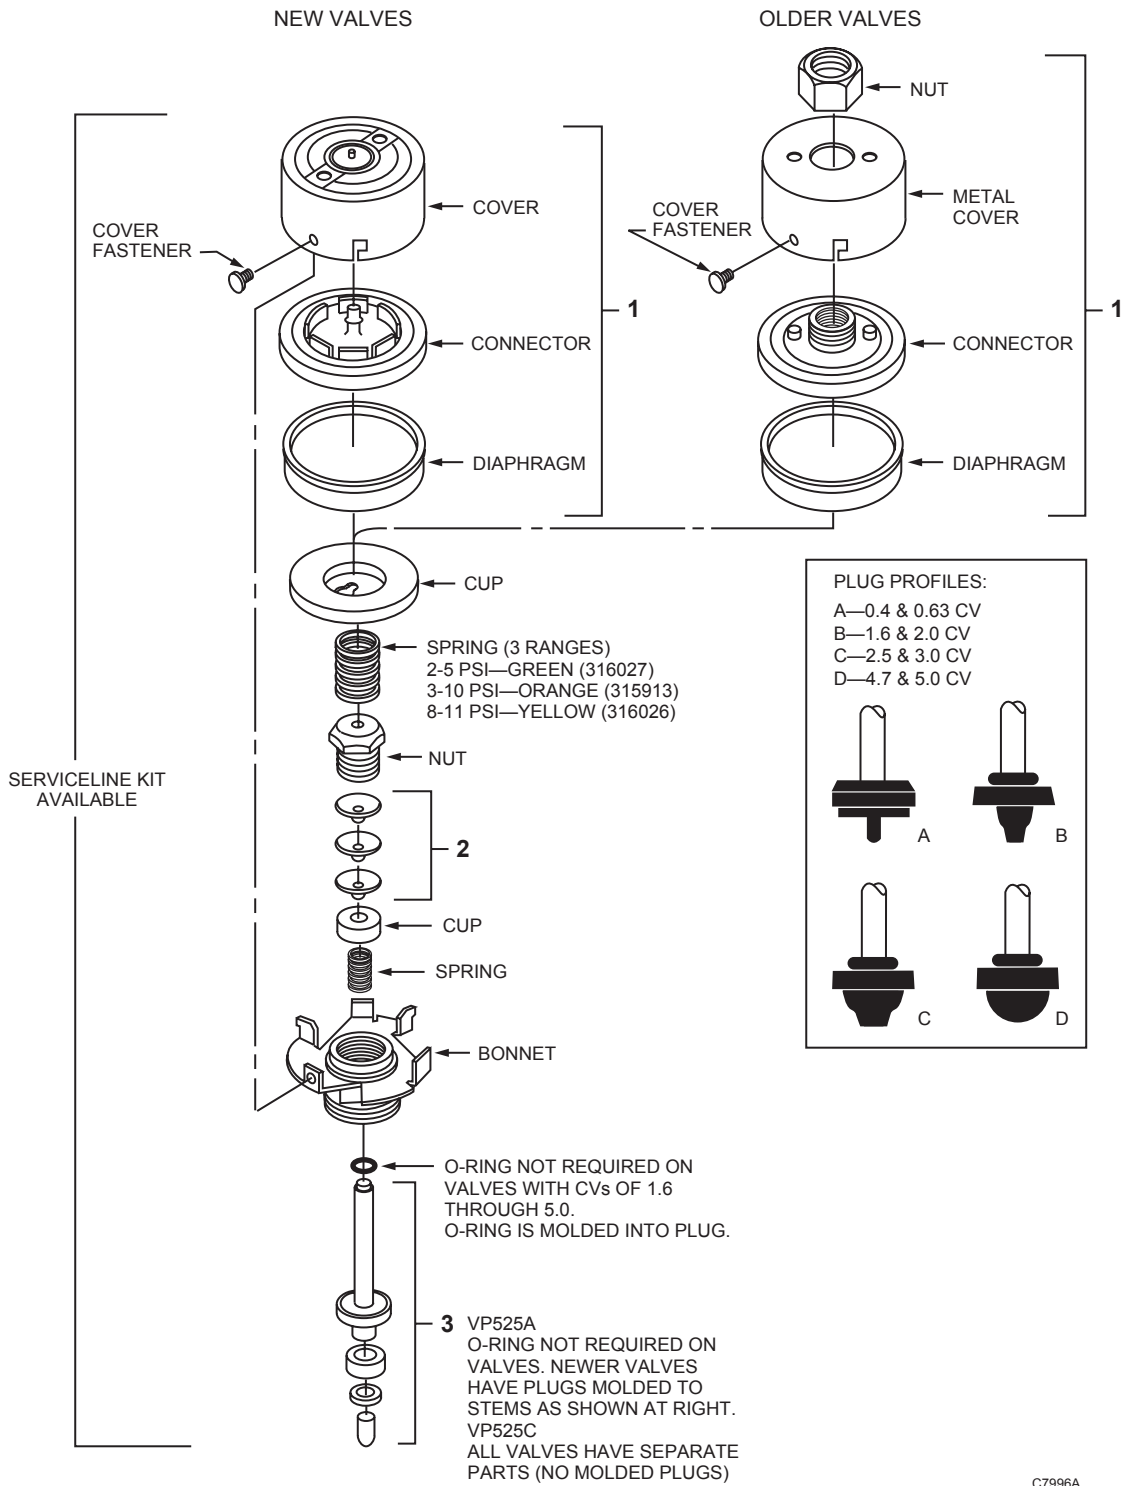 NEW VALVES
OLDER VALVES
NUT
COVER
METAL
COVER
COVER
FASTENER
COVER
FASTENER
1
1
CONNECTOR
CONNECTOR
DIAPHRAGM
DIAPHRAGM
CUP
SPRING (3 RANGES)
2-5 PSI—GREEN (316027)
3-10 PSI—ORANGE (315913)
8-11 PSI—YELLOW (316026)
NUT
SERVICELINE KIT
AVAILABLE
2
CUP
SPRING
BONNET
PLUG PROFILES:
A—0.4 & 0.63 CV
B—1.6 & 2.0 CV
C—2.5 & 3.0 CV
D—4.7 & 5.0 CV
A
B
C
D
O-RING NOT REQUIRED ON
VALVES WITH CVs OF 1.6
THROUGH 5.0.
O-RING IS MOLDED INTO PLUG.
3
VP525A
O-RING NOT REQUIRED ON
VALVES. NEWER VALVES
HAVE PLUGS MOLDED TO
STEMS AS SHOWN AT RIGHT.
VP525C
ALL VALVES HAVE SEPARATE
PARTS (NO MOLDED PLUGS)
C7996A